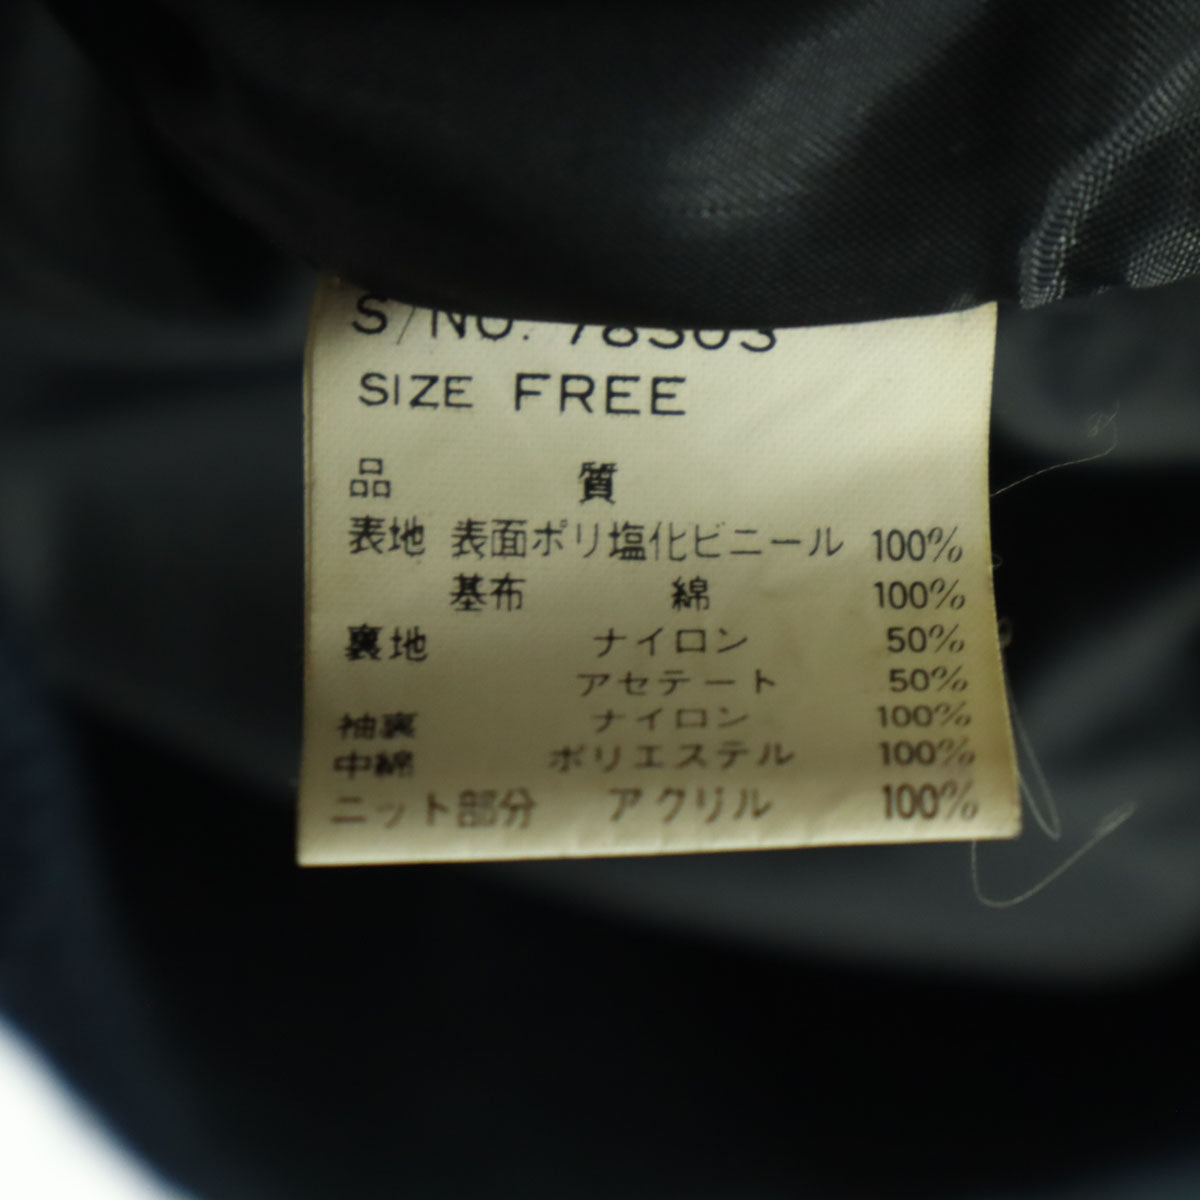 S/NO. 78303
SIZE FREE
品 質
表地 表面ポリ塩化ビニール 100%
基布 綿 100%
裏地 ナイロン 50%
アセテート 50%
袖裏 ナイロン 100%
中綿 ポリエステル 100%
ニット部分 アクリル 100%